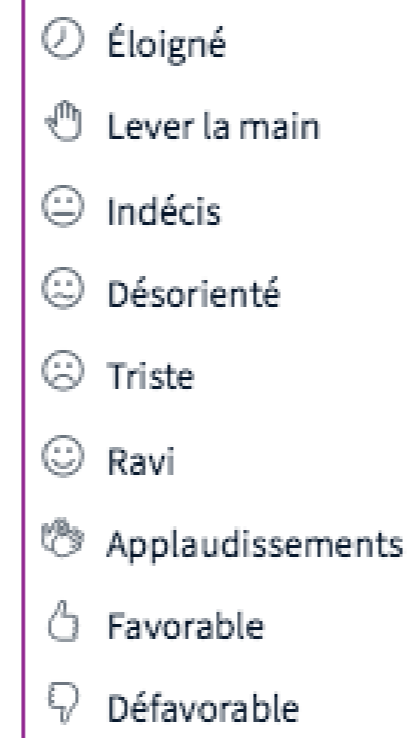 Éloigné
Lever la main
Indécis
Désorienté
Triste
Ravi
Applaudissements
Favorable
Défavorable